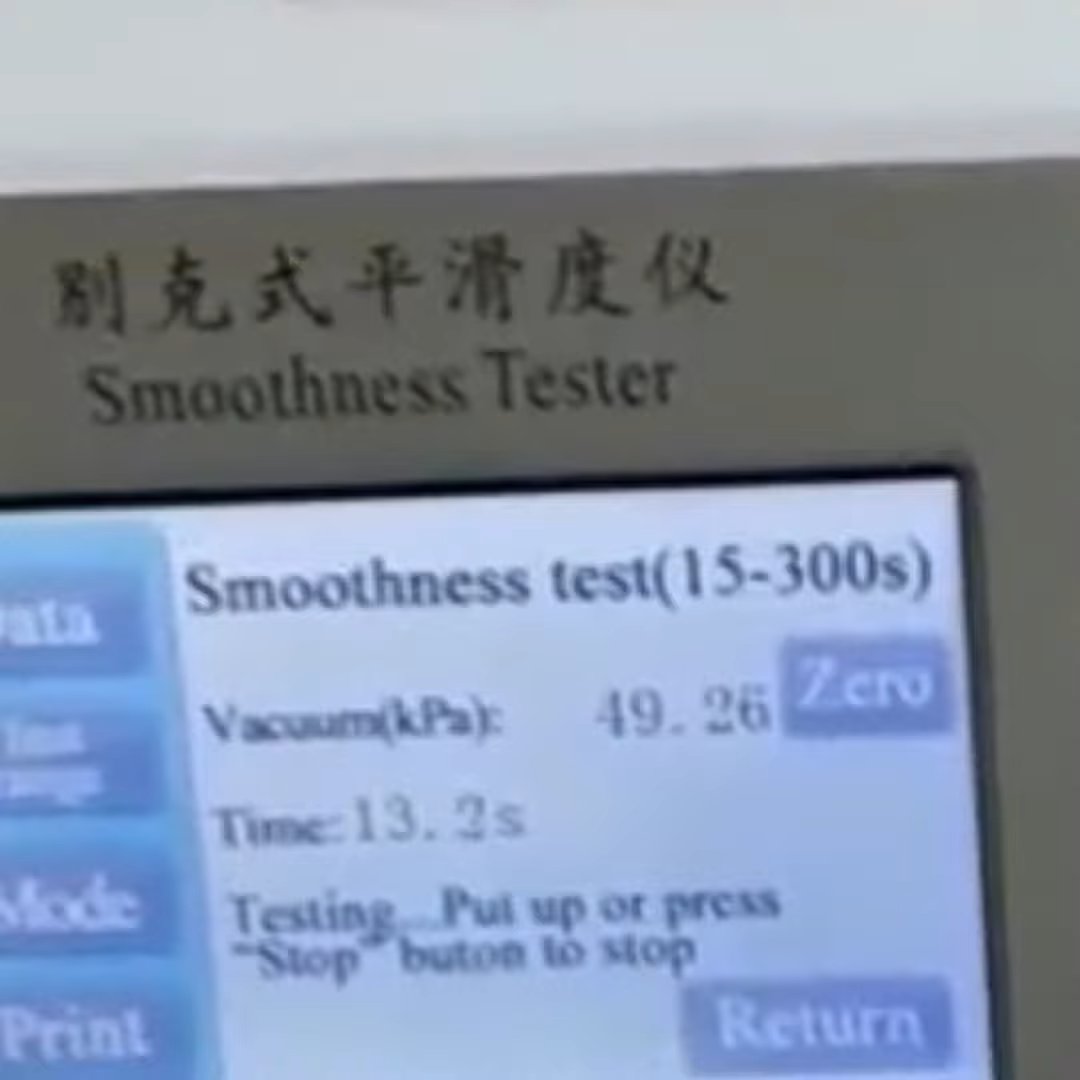 别克式平滑度仪
Smoothness Tester
Smoothness test(15-300s)
Vacuum(kPa): 49.26 Zero
Time:13.2s
Testing...Put up or press
"Stop" buton to stop
Return
ata
Mode
Print